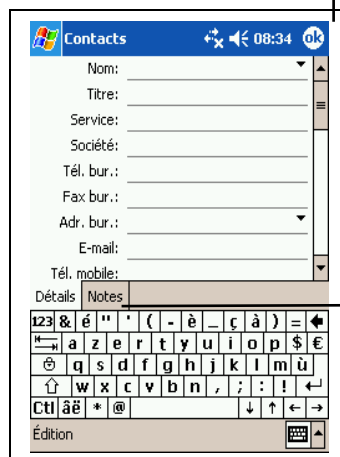 Contacts 08:34 ok
Nom:
Titre:
Service:
Société:
Tél. bur.:
Fax bur.:
Adr. bur.:
E-mail:
Tél. mobile:
Détails Notes
123 & é " ' ( - è _ ç à ) =
a z e r t y u i o p $ €
q s d f g h j k l m ù
w x c v b n , ; : !
Ctl âë * @ ↓ ↑ ← →
Édition